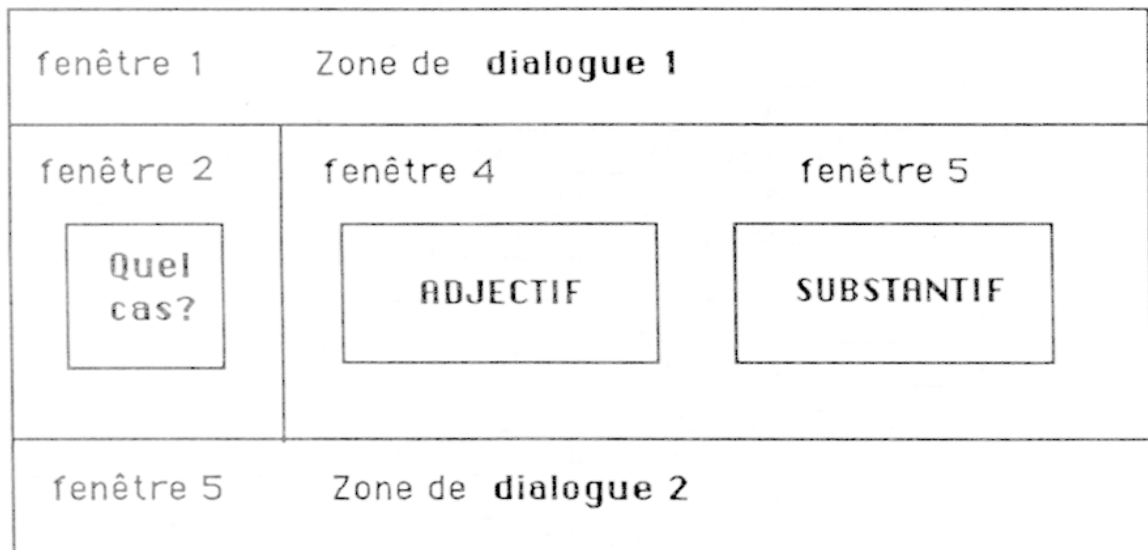 fenêtre 1 Zone de dialogue 1
fenêtre 2 fenêtre 4 fenêtre 5
Quel
cas?
ADJECTIF SUBSTANTIF
fenêtre 5 Zone de dialogue 2